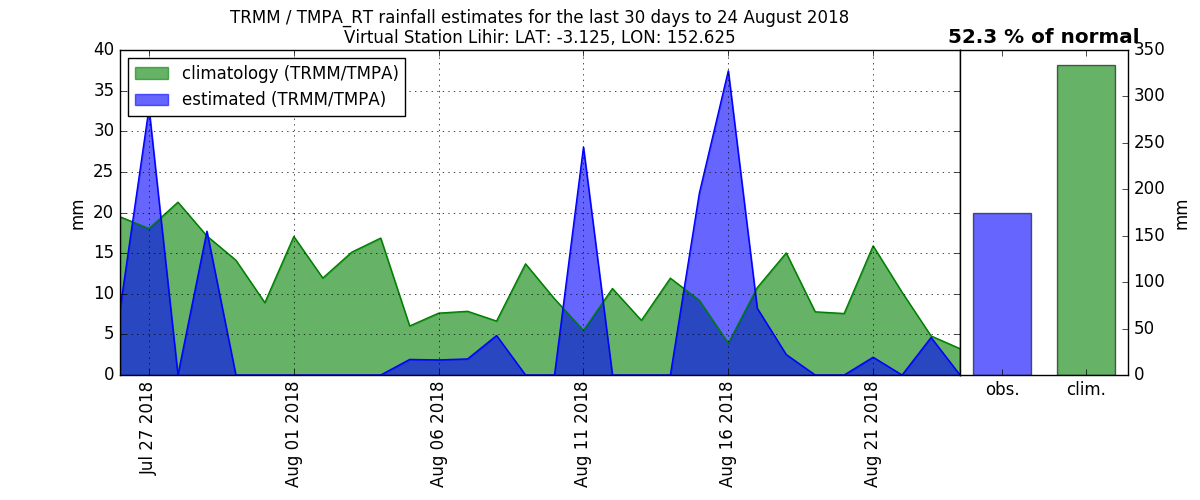 TRMM / TMPA_RT rainfall estimates for the last 30 days to 24 August 2018
Virtual Station Lihir: LAT: -3.125, LON: 152.625
52.3 % of normal
climatology (TRMM/TMPA)
estimated (TRMM/TMPA)
mm
40
35
30
25
20
15
10
5
0
Jul 27 2018
Aug 01 2018
Aug 06 2018
Aug 11 2018
Aug 16 2018
Aug 21 2018
obs.
clim.
350
300
250
200
150
100
50
0
mm